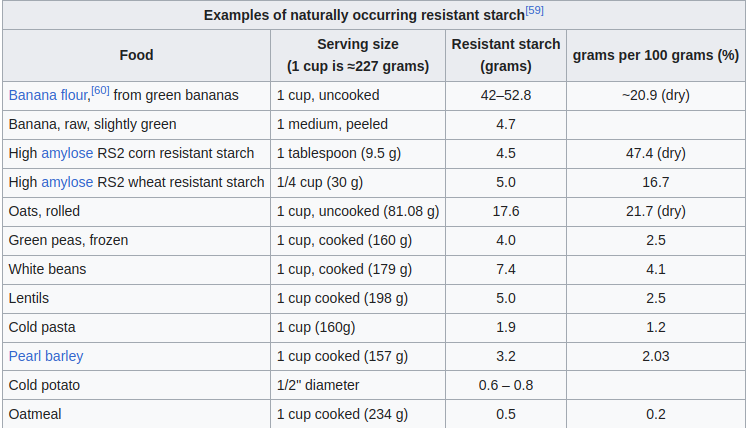 Examples of naturally occurring resistant starch[59]
Food Serving size (1 cup is ≈227 grams) Resistant starch (grams) grams per 100 grams (%)
Banana flour,[60] from green bananas 1 cup, uncooked 42–52.8 ~20.9 (dry)
Banana, raw, slightly green 1 medium, peeled 4.7
High amylose RS2 corn resistant starch 1 tablespoon (9.5 g) 4.5 47.4 (dry)
High amylose RS2 wheat resistant starch 1/4 cup (30 g) 5.0 16.7
Oats, rolled 1 cup, uncooked (81.08 g) 17.6 21.7 (dry)
Green peas, frozen 1 cup, cooked (160 g) 4.0 2.5
White beans 1 cup, cooked (179 g) 7.4 4.1
Lentils 1 cup cooked (198 g) 5.0 2.5
Cold pasta 1 cup (160g) 1.9 1.2
Pearl barley 1 cup cooked (157 g) 3.2 2.03
Cold potato 1/2" diameter 0.6 – 0.8
Oatmeal 1 cup cooked (234 g) 0.5 0.2